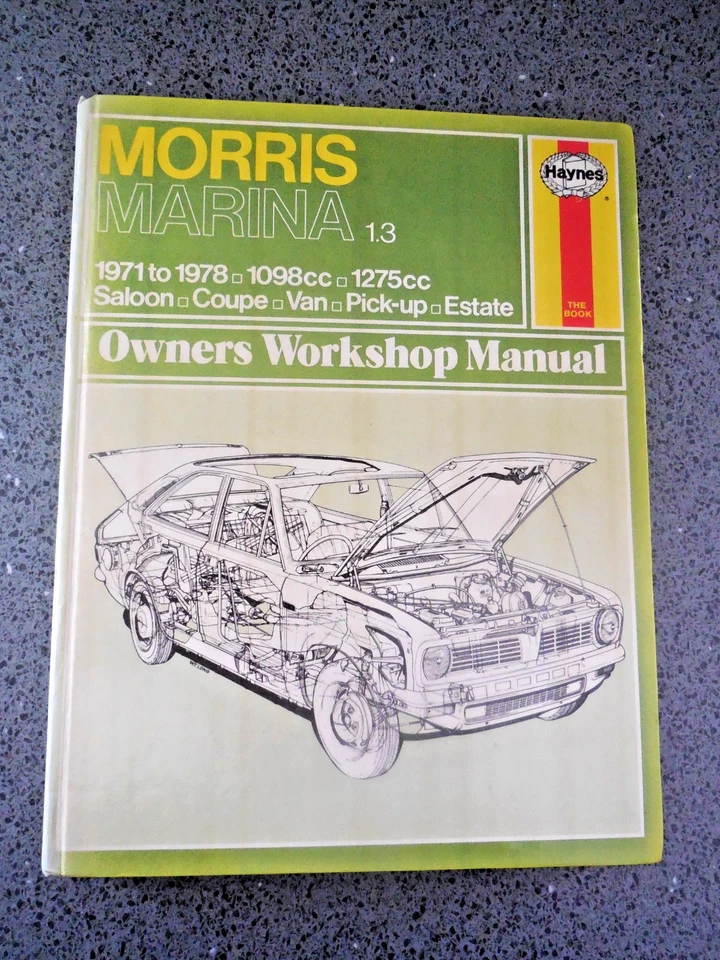 MORRIS
MARINA 1.3
1971 to 1978 □ 1098cc □ 1275cc
Saloon □ Coupe □ Van □ Pick-up □ Estate
Haynes
®
THE
BOOK
Owners Workshop Manual